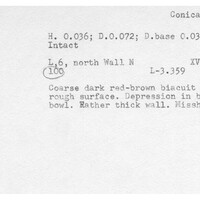 Conica
H. 0.036; D.0.072; D.base 0.03
Intact
L,6, north Wall N XV
100 L-3.359
Coarse dark red-brown biscuit
rough surface. Depression in b
bowl. Rather thick wall. Missh